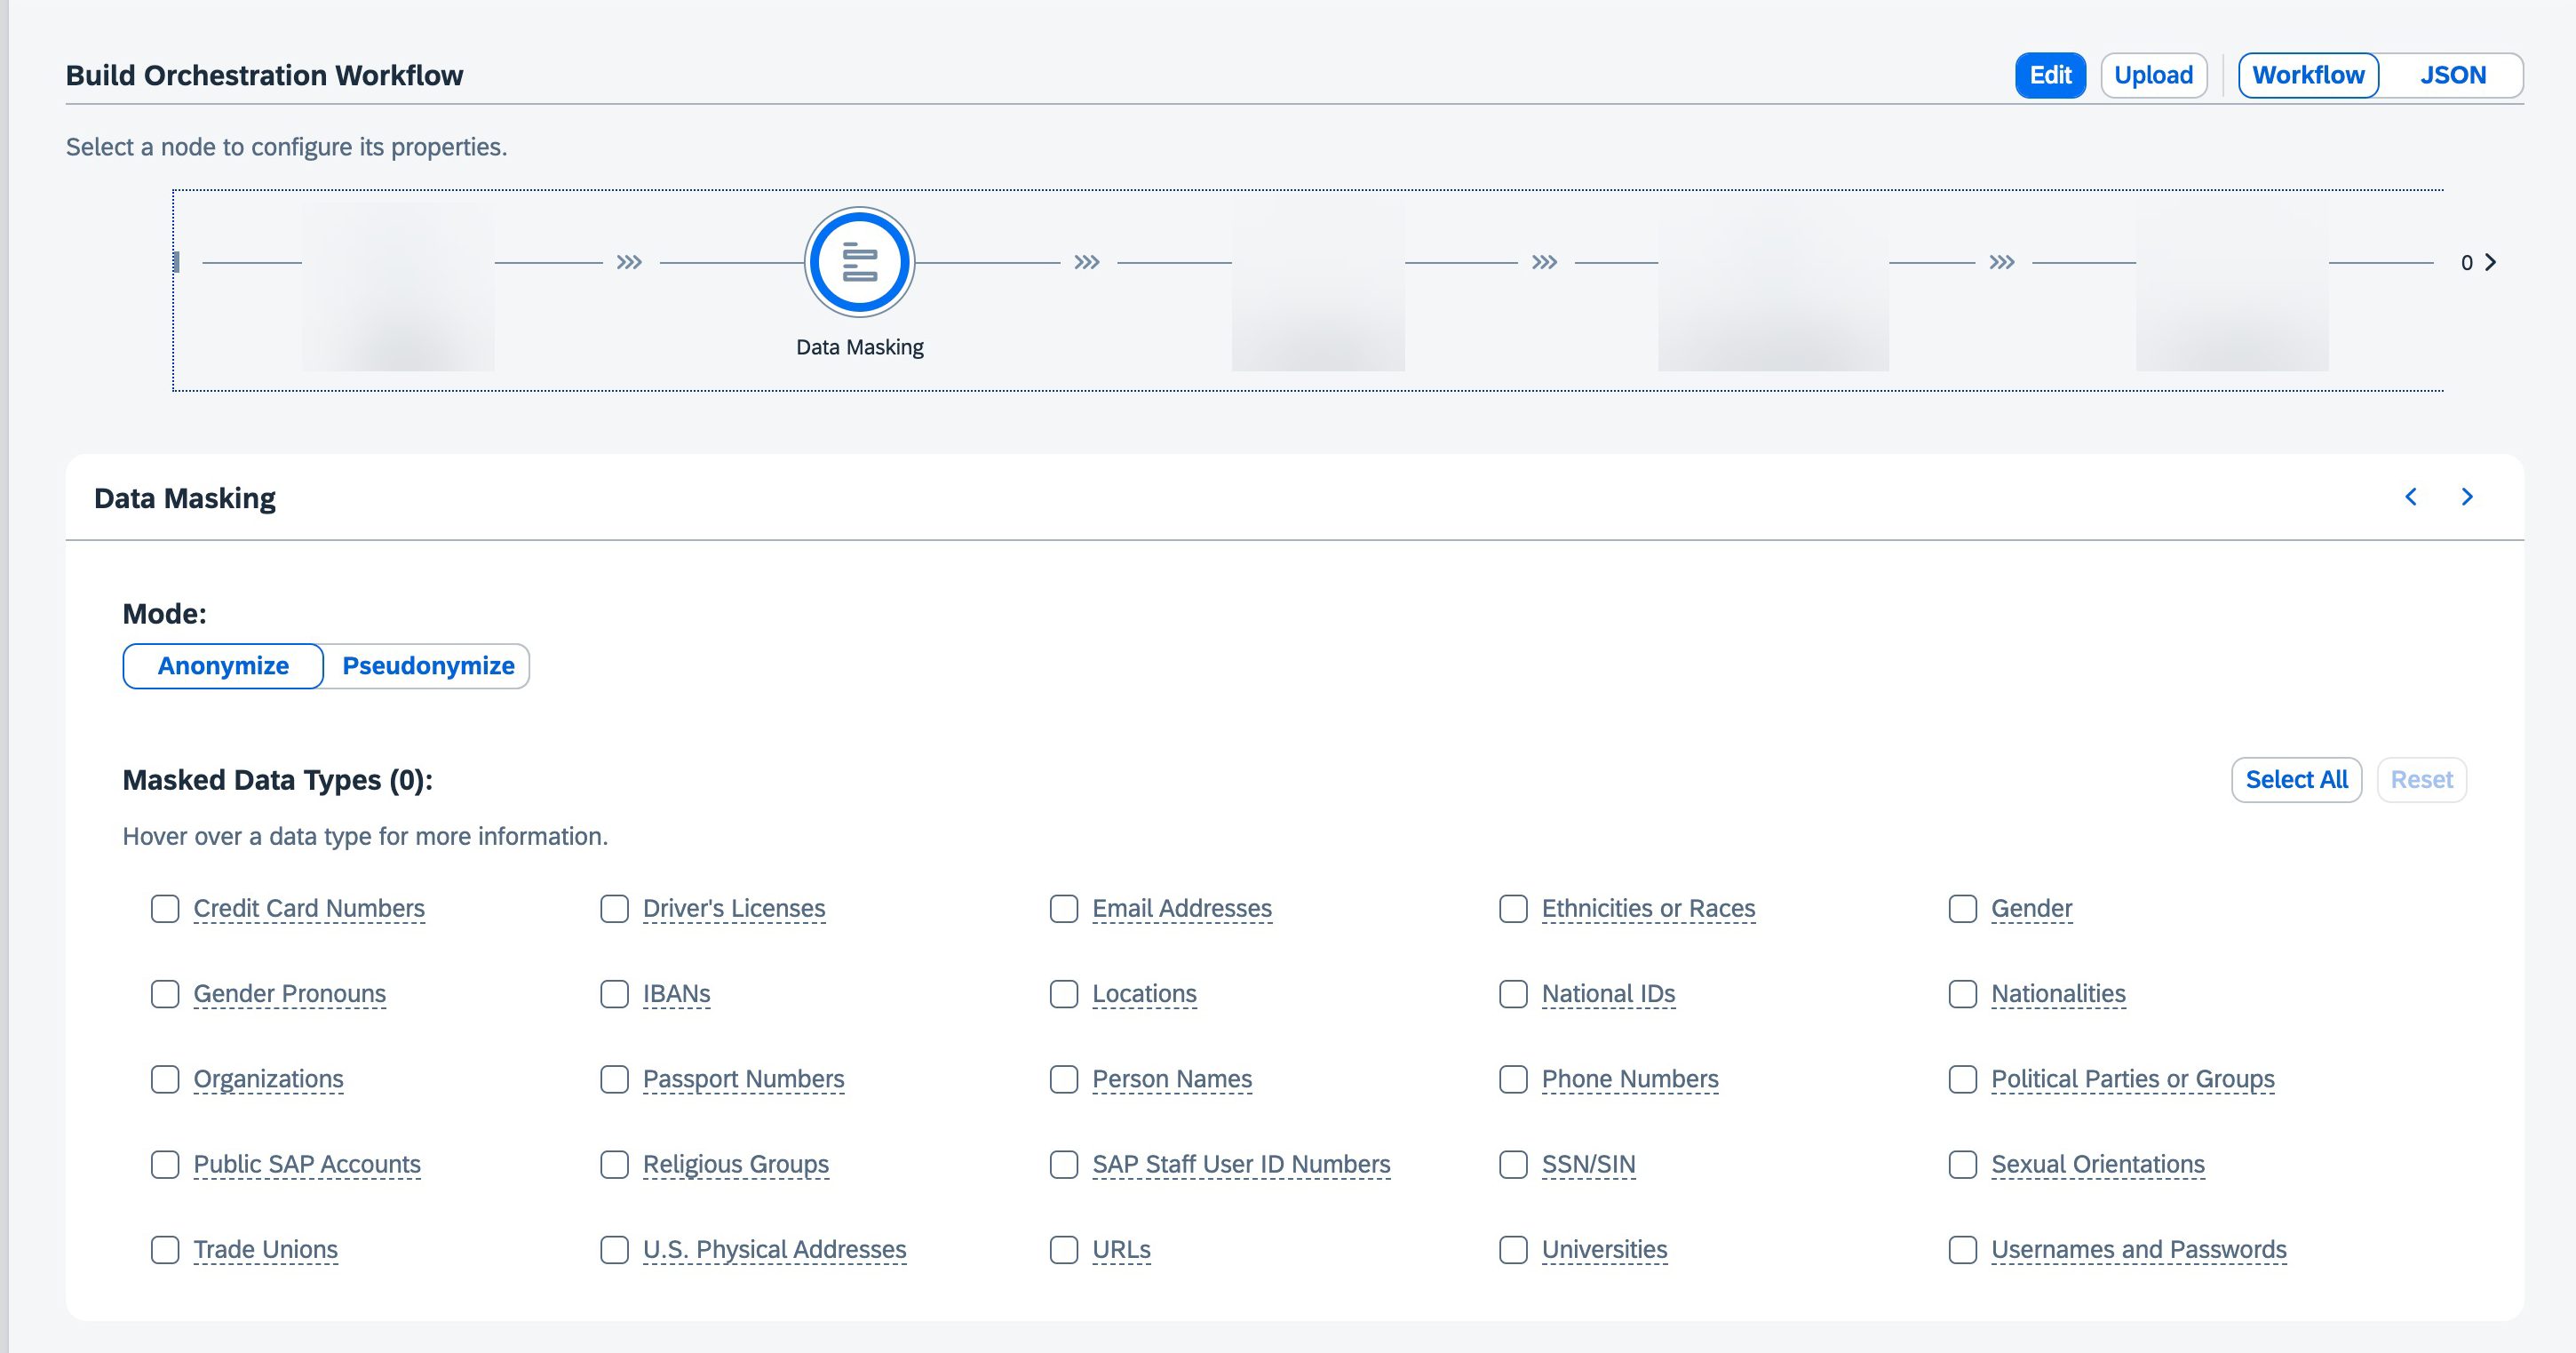 Build Orchestration Workflow
Edit Upload Workflow JSON
Select a node to configure its properties.
0
Data Masking
Data Masking
Mode:
Anonymize Pseudonymize
Masked Data Types (0):
Select All Reset
Hover over a data type for more information.
Credit Card Numbers Driver's Licenses Email Addresses Ethnicities or Races Gender
Gender Pronouns IBANs Locations National IDs Nationalities
Organizations Passport Numbers Person Names Phone Numbers Political Parties or Groups
Public SAP Accounts Religious Groups SAP Staff User ID Numbers SSN/SIN Sexual Orientations
Trade Unions U.S. Physical Addresses URLs Universities Usernames and Passwords